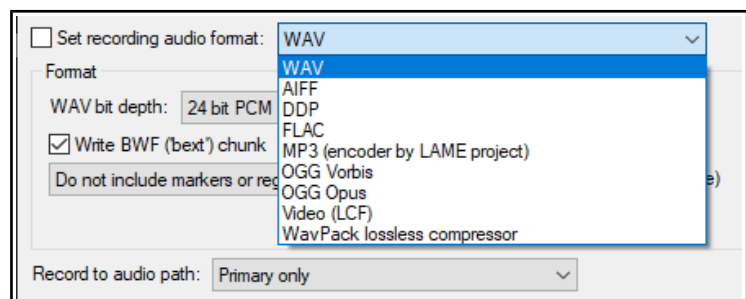 Set recording audio format: WAV
WAV
Format
AIFF
DDP
WAV bit depth: 24 bit PCM
FLAC
Write BWF ('bext') chunk
MP3 (encoder by LAME project)
OGG Vorbis
Do not include markers or reg e)
OGG Opus
Video (LCF)
WavPack lossless compressor
Record to audio path: Primary only